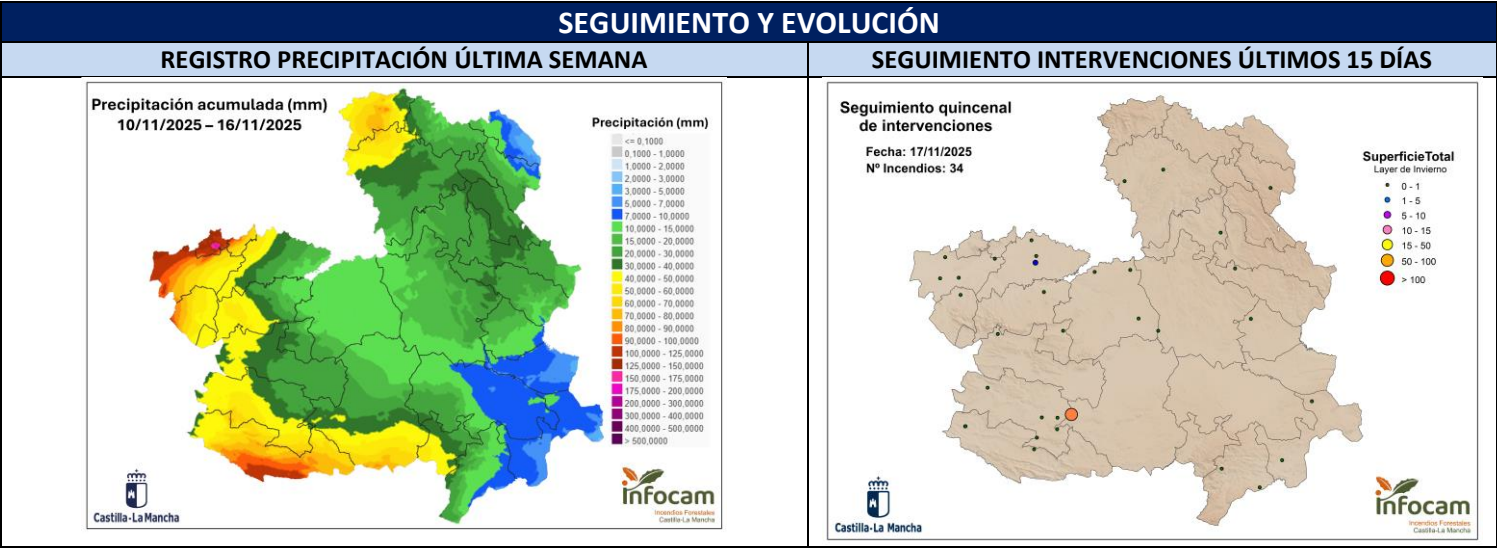 SEGUIMIENTO Y EVOLUCIÓN
REGISTRO PRECIPITACIÓN ÚLTIMA SEMANA
Precipitación acumulada (mm)
10/11/2025 – 16/11/2025
Precipitación (mm)
<= 0,1000
0,1000 - 1,0000
1,0000 - 2,0000
2,0000 - 3,0000
3,0000 - 5,0000
5,0000 - 7,0000
7,0000 - 10,0000
10,0000 - 15,0000
15,0000 - 20,0000
20,0000 - 30,0000
30,0000 - 40,0000
40,0000 - 50,0000
50,0000 - 60,0000
60,0000 - 70,0000
70,0000 - 80,0000
80,0000 - 90,0000
90,0000 - 100,0000
100,0000 - 125,0000
125,0000 - 150,0000
150,0000 - 175,0000
175,0000 - 200,0000
200,0000 - 300,0000
300,0000 - 400,0000
400,0000 - 500,0000
> 500,0000
Castilla-La Mancha
infocam
Incendios Forestales
Castilla-La Mancha
SEGUIMIENTO INTERVENCIONES ÚLTIMOS 15 DÍAS
Seguimiento quincenal
de intervenciones
Fecha: 17/11/2025
Nº Incendios: 34
SuperficieTotal
Layer de Invierno
0 - 1
1 - 5
5 - 10
10 - 15
15 - 50
50 - 100
> 100
Castilla-La Mancha
infocam
Incendios Forestales
Castilla-La Mancha